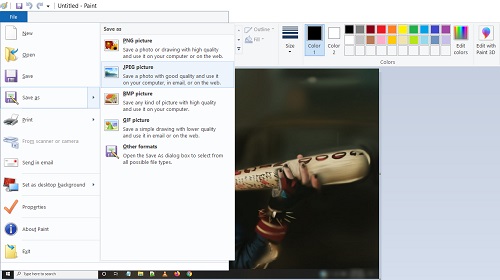 Untitled - Paint
File
New
Open
Save
Save as
Print
From scanner or camera
Send in email
Set as desktop background
Properties
About Paint
Exit
Save as
PNG picture
Save a photo or drawing with high quality
and use it on your computer or on the web.
JPEG picture
Save a photo with good quality and use it
on your computer, in email, or on the web.
BMP picture
Save any kind of picture with high quality
and use it on your computer.
GIF picture
Save a simple drawing with lower quality
and use it in email or on the web.
Other formats
Open the Save As dialog box to select from
all possible file types.
Outline
Fill
Size
Color
1
Color
2
Edit
colors
Edit with
Paint 3D
Colors
Type here to search